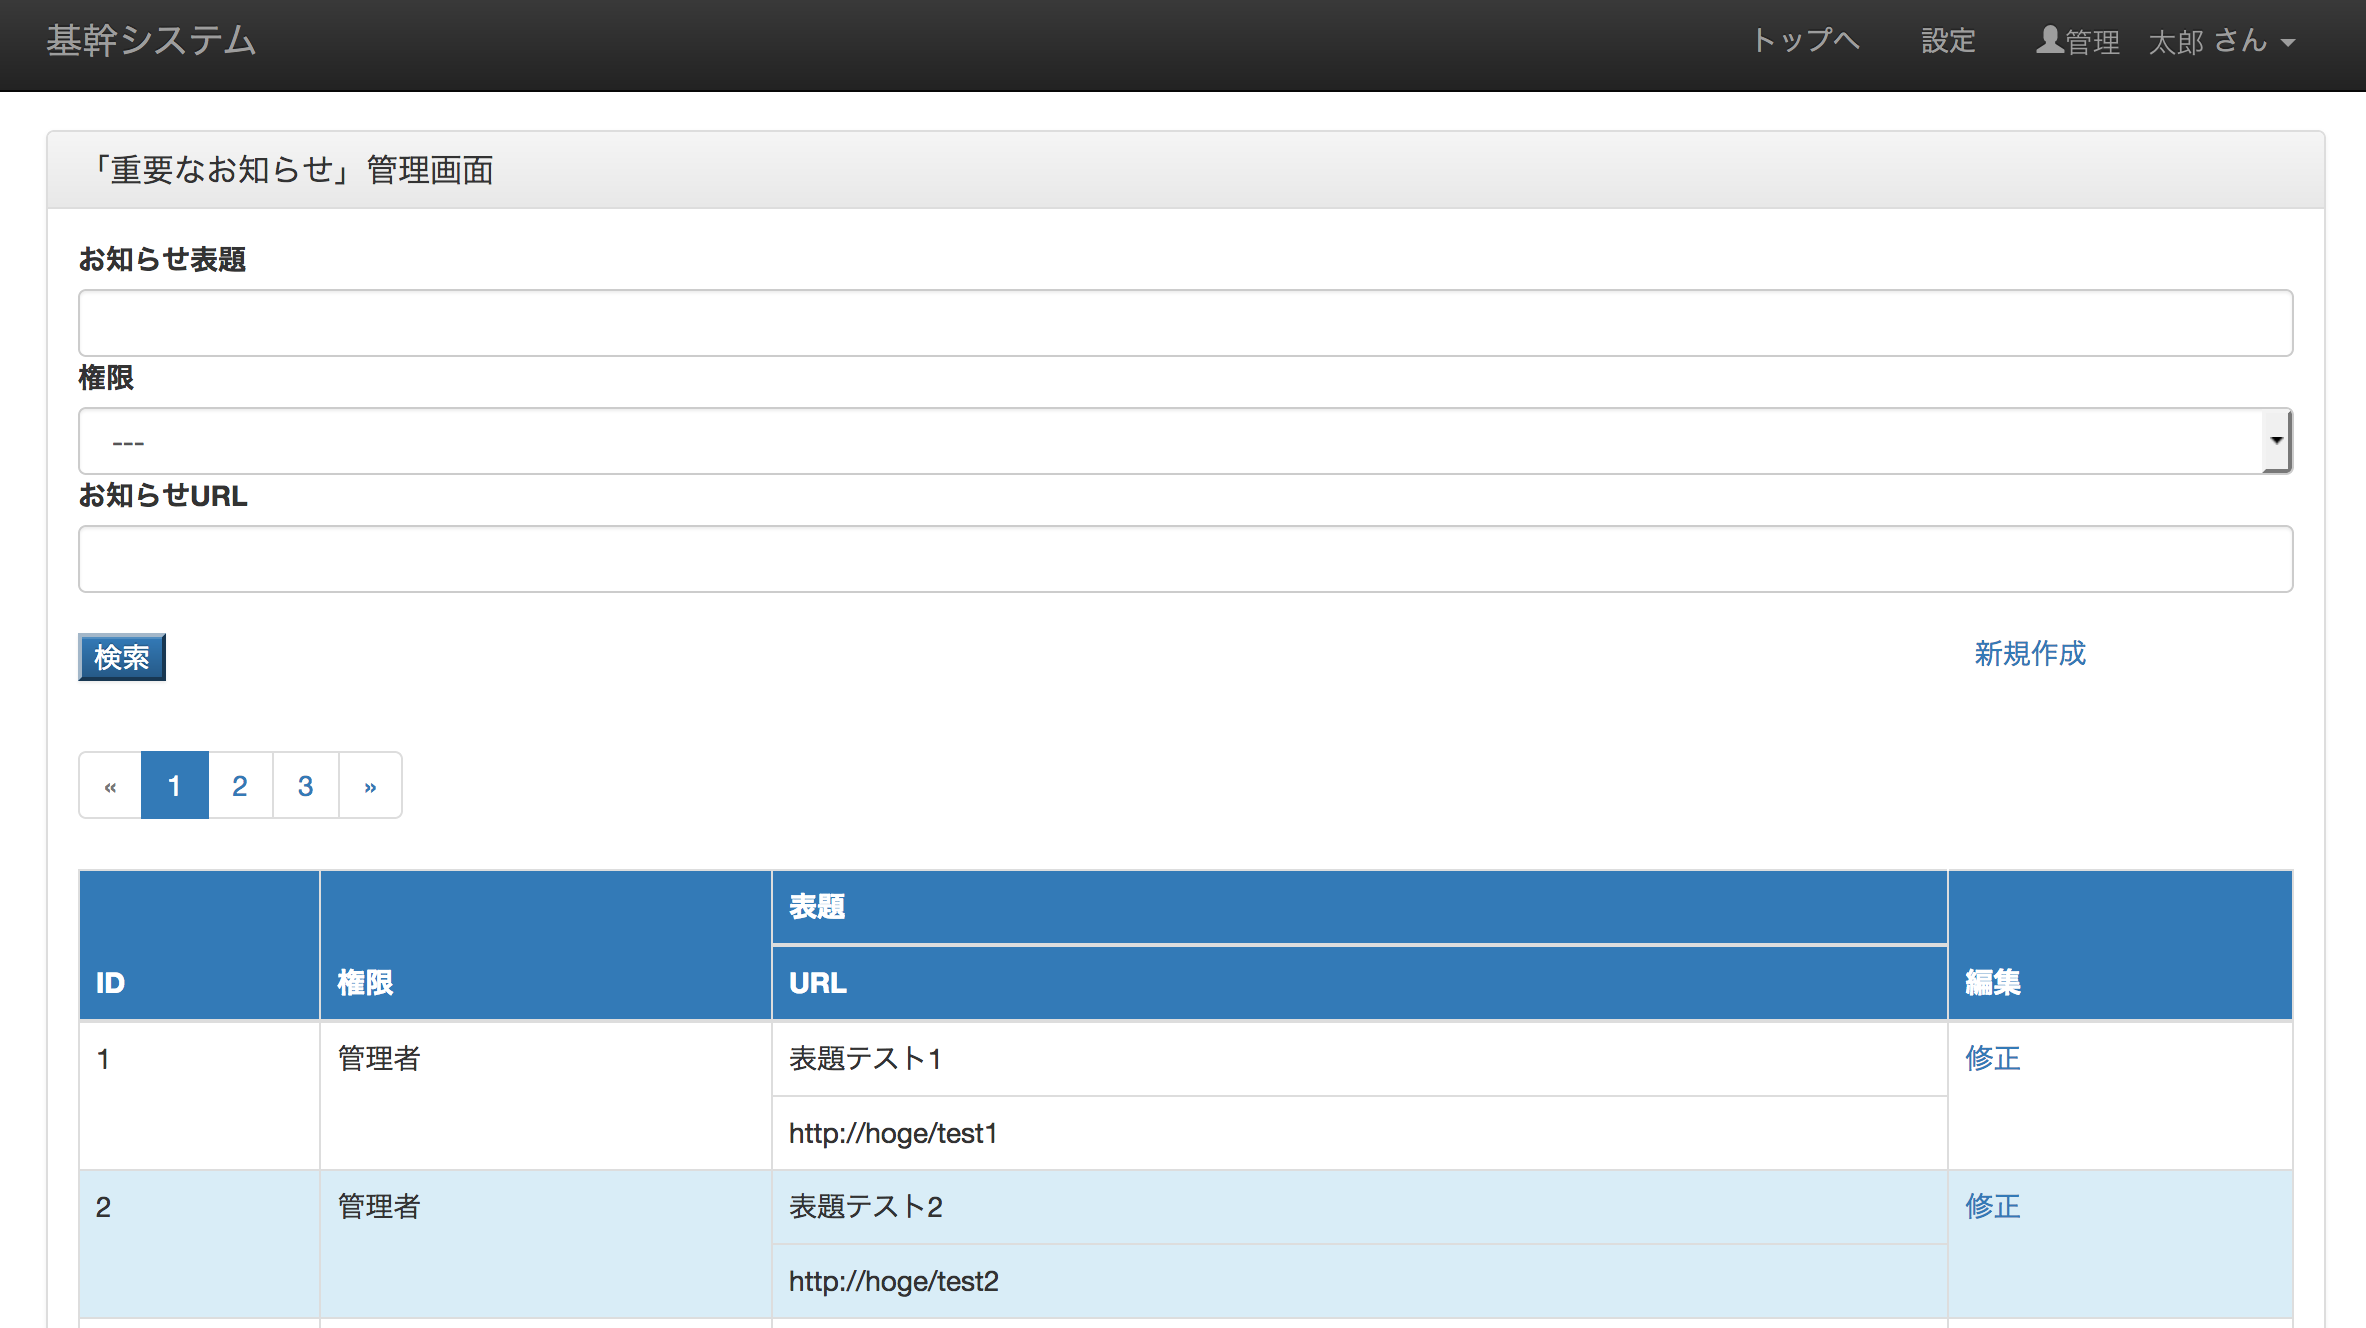 基幹システム
トップへ 設定 管理 太郎 さん
「重要なお知らせ」管理画面
お知らせ表題
権限
---
お知らせURL
検索 新規作成
« 1 2 3 »
表題
ID 権限 URL 編集
1 管理者 表題テスト1 修正
http://hoge/test1
2 管理者 表題テスト2 修正
http://hoge/test2